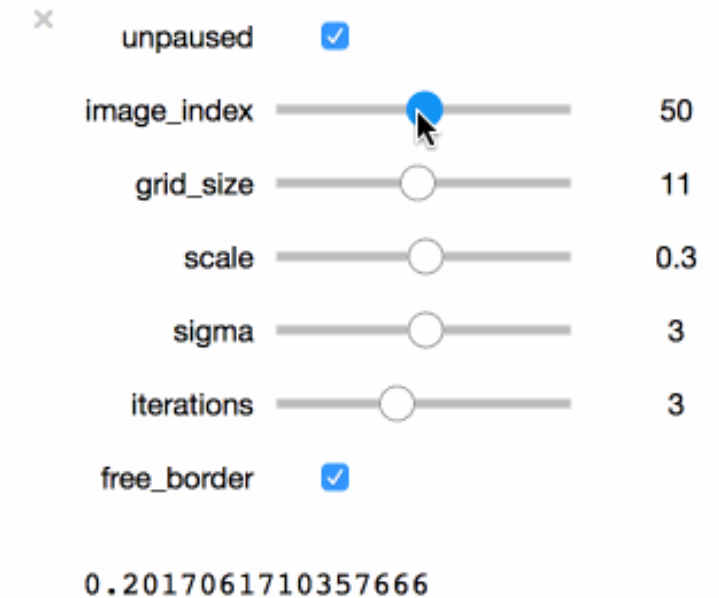 unpaused
image_index 50
grid_size 11
scale 0.3
sigma 3
iterations 3
free_border
0.2017061710357666